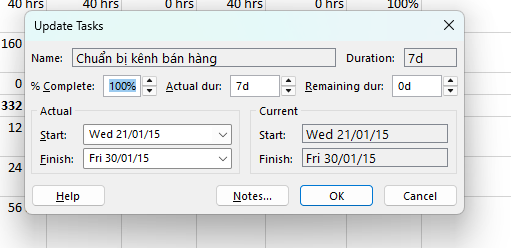 40 hrs 40 hrs 0 hrs 40 hrs 0 hrs 100%
Update Tasks
Name: Chuẩn bị kênh bán hàng Duration: 7d
% Complete: 100% Actual dur: 7d Remaining dur: 0d
Actual Current
Start: Wed 21/01/15 Start: Wed 21/01/15
Finish: Fri 30/01/15 Finish: Fri 30/01/15
Help Notes... OK Cancel
160
0
332
12
24
56